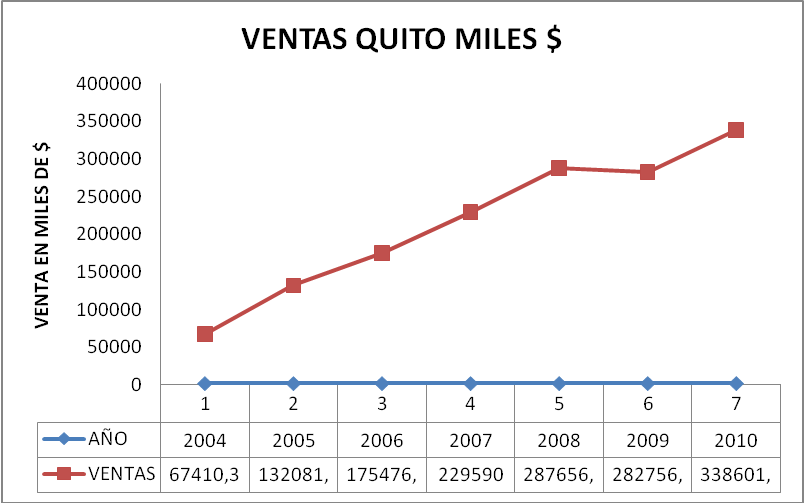 VENTAS QUITO MILES $
VENTA EN MILES DE $
400000
350000
300000
250000
200000
150000
100000
50000
0
1 2 3 4 5 6 7
AÑO 2004 2005 2006 2007 2008 2009 2010
VENTAS 67410,3 132081, 175476, 229590 287656, 282756, 338601,